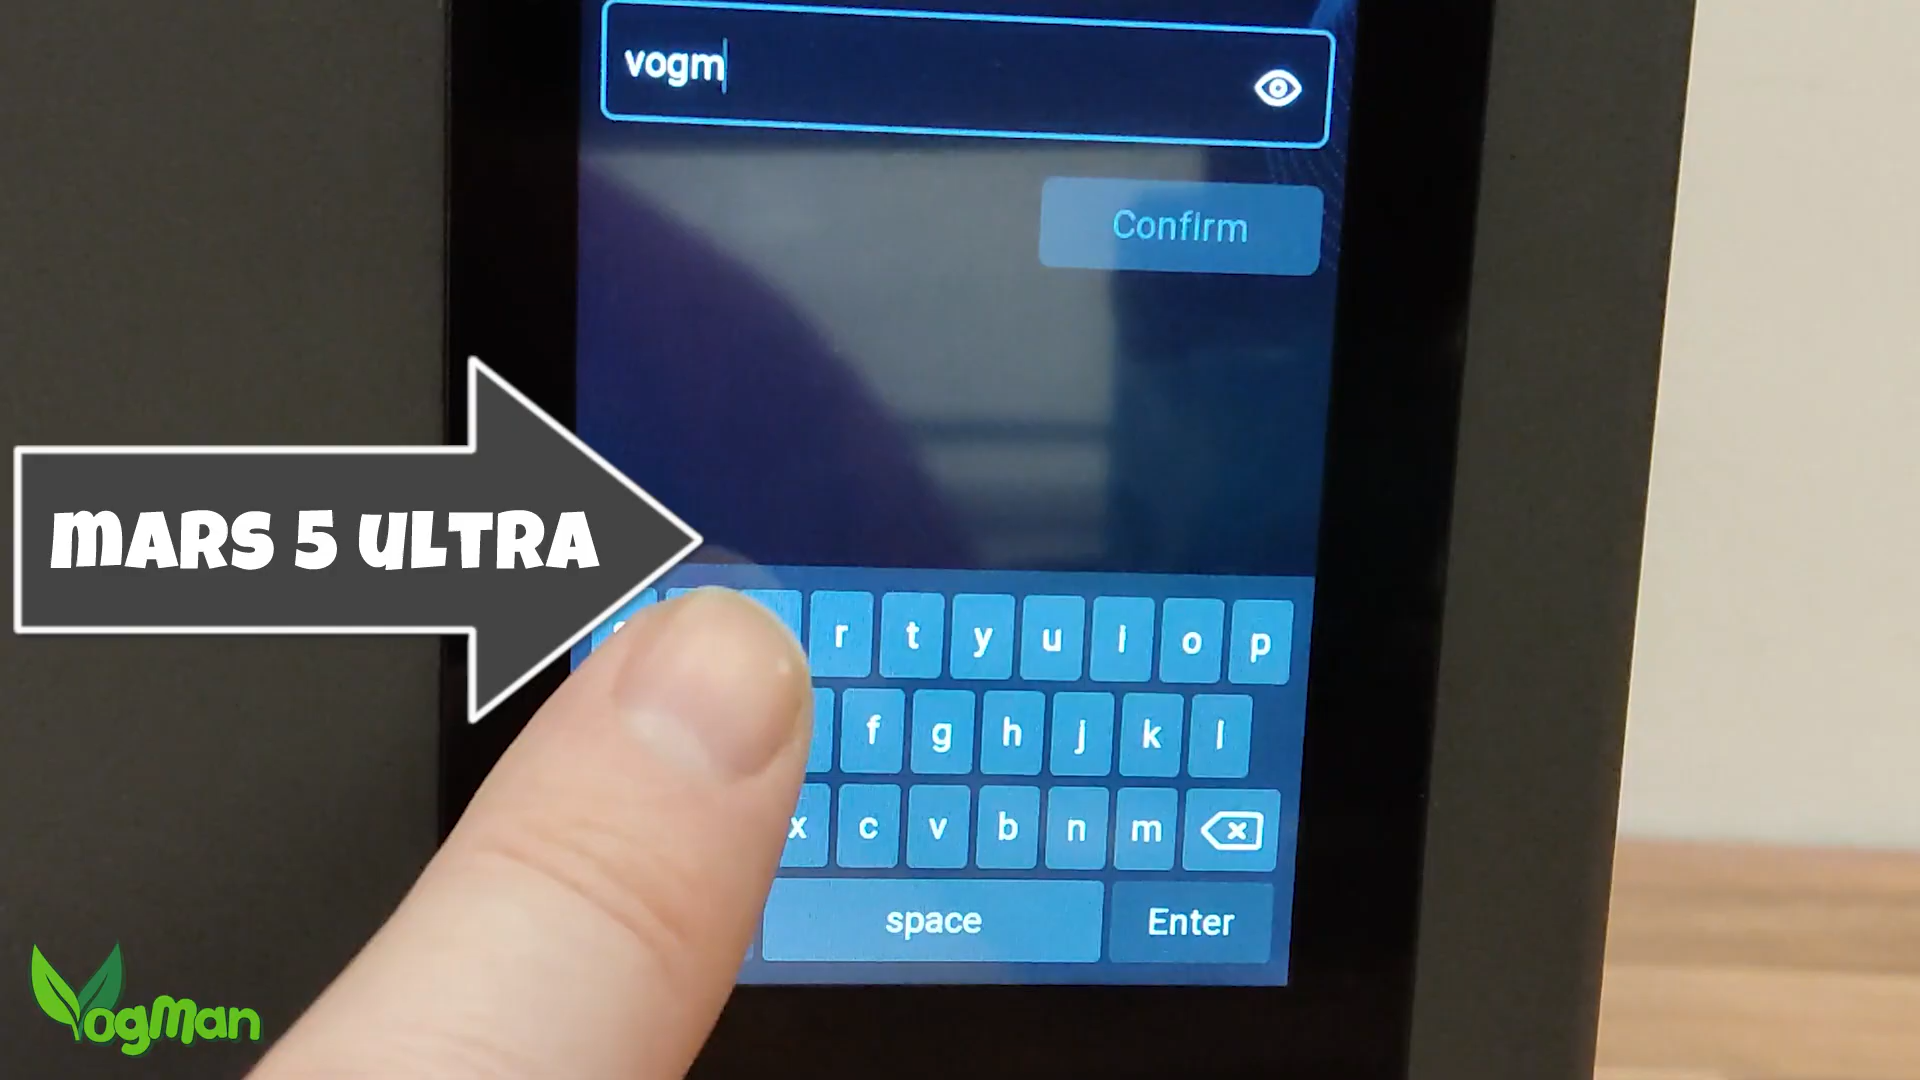 vogm
Confirm
MARS 5 ULTRA
r t y u i o p
f g h j k l
x c v b n m
space Enter
VogMan